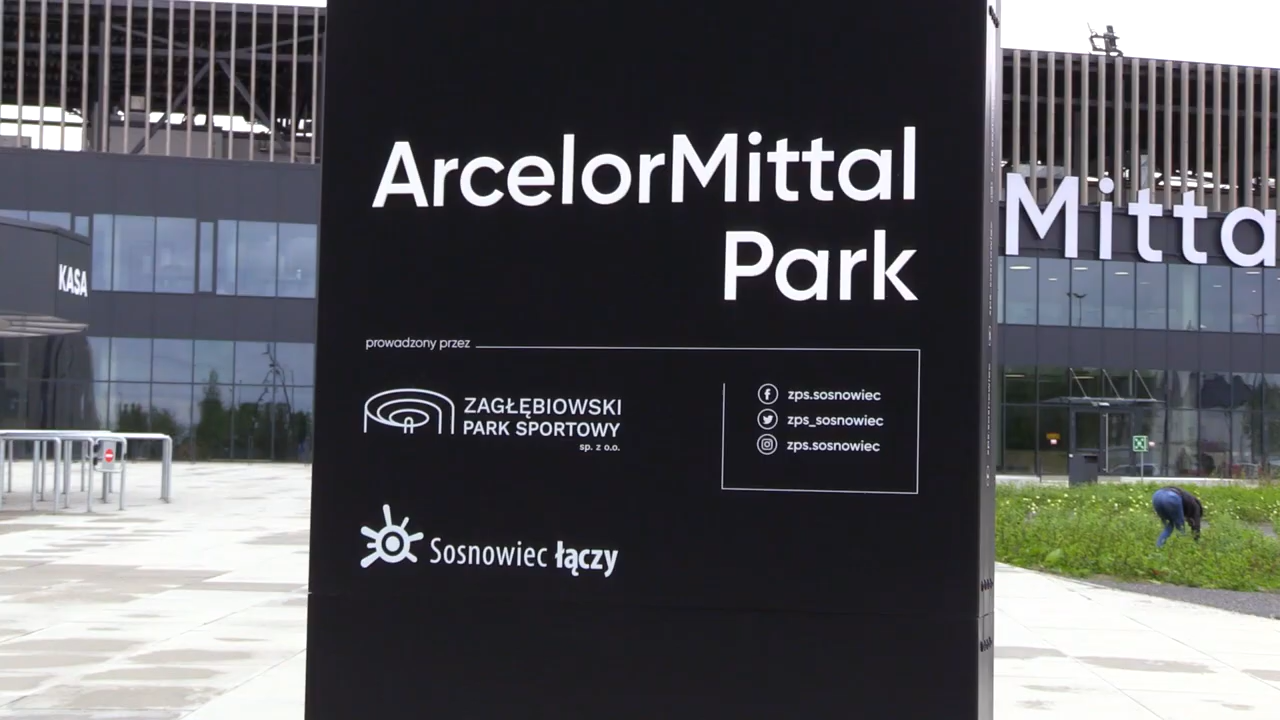 ArcelorMittal
Park
prowadzony przez
ZAGŁĘBIOWSKI
PARK SPORTOWY
sp. z o.o.
zps.sosnowiec
zps_sosnowiec
zps.sosnowiec
Sosnowiec łączy
KASA
Mitta